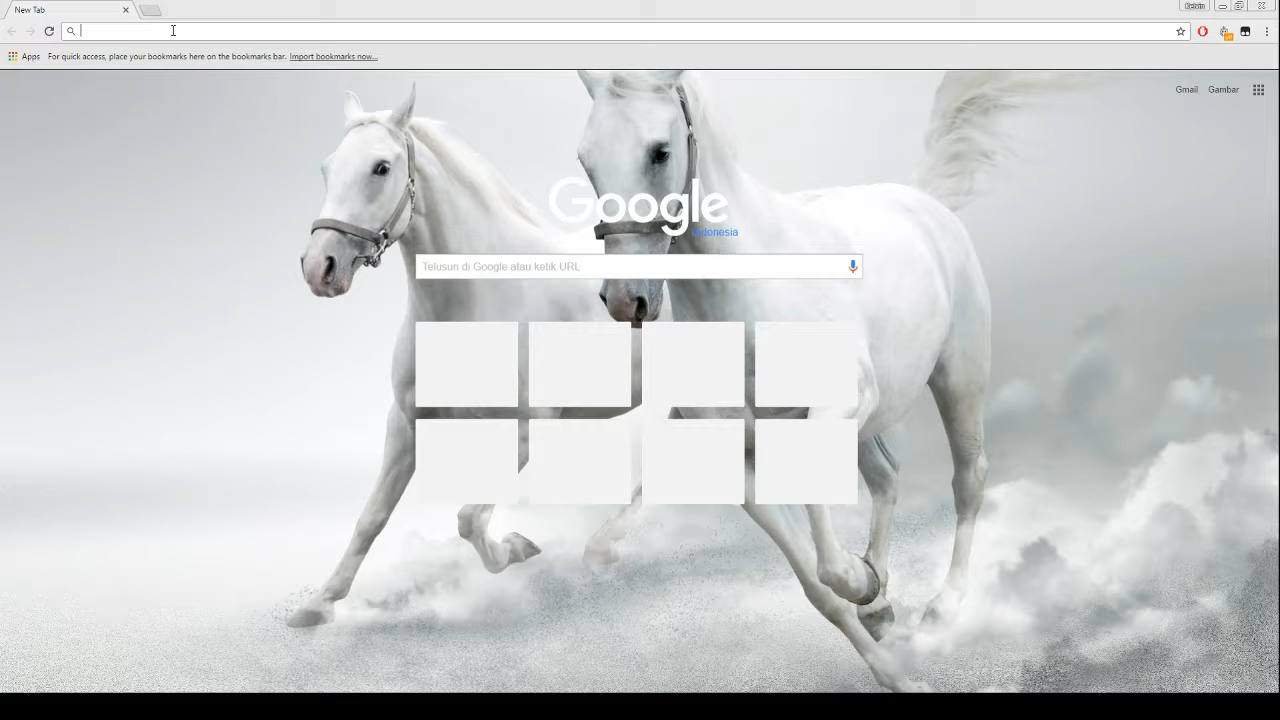 New Tab
Apps For quick access, place your bookmarks here on the bookmarks bar. Import bookmarks now...
Gmail Gambar
Google
Indonesia
Telusuri di Google atau ketik URL